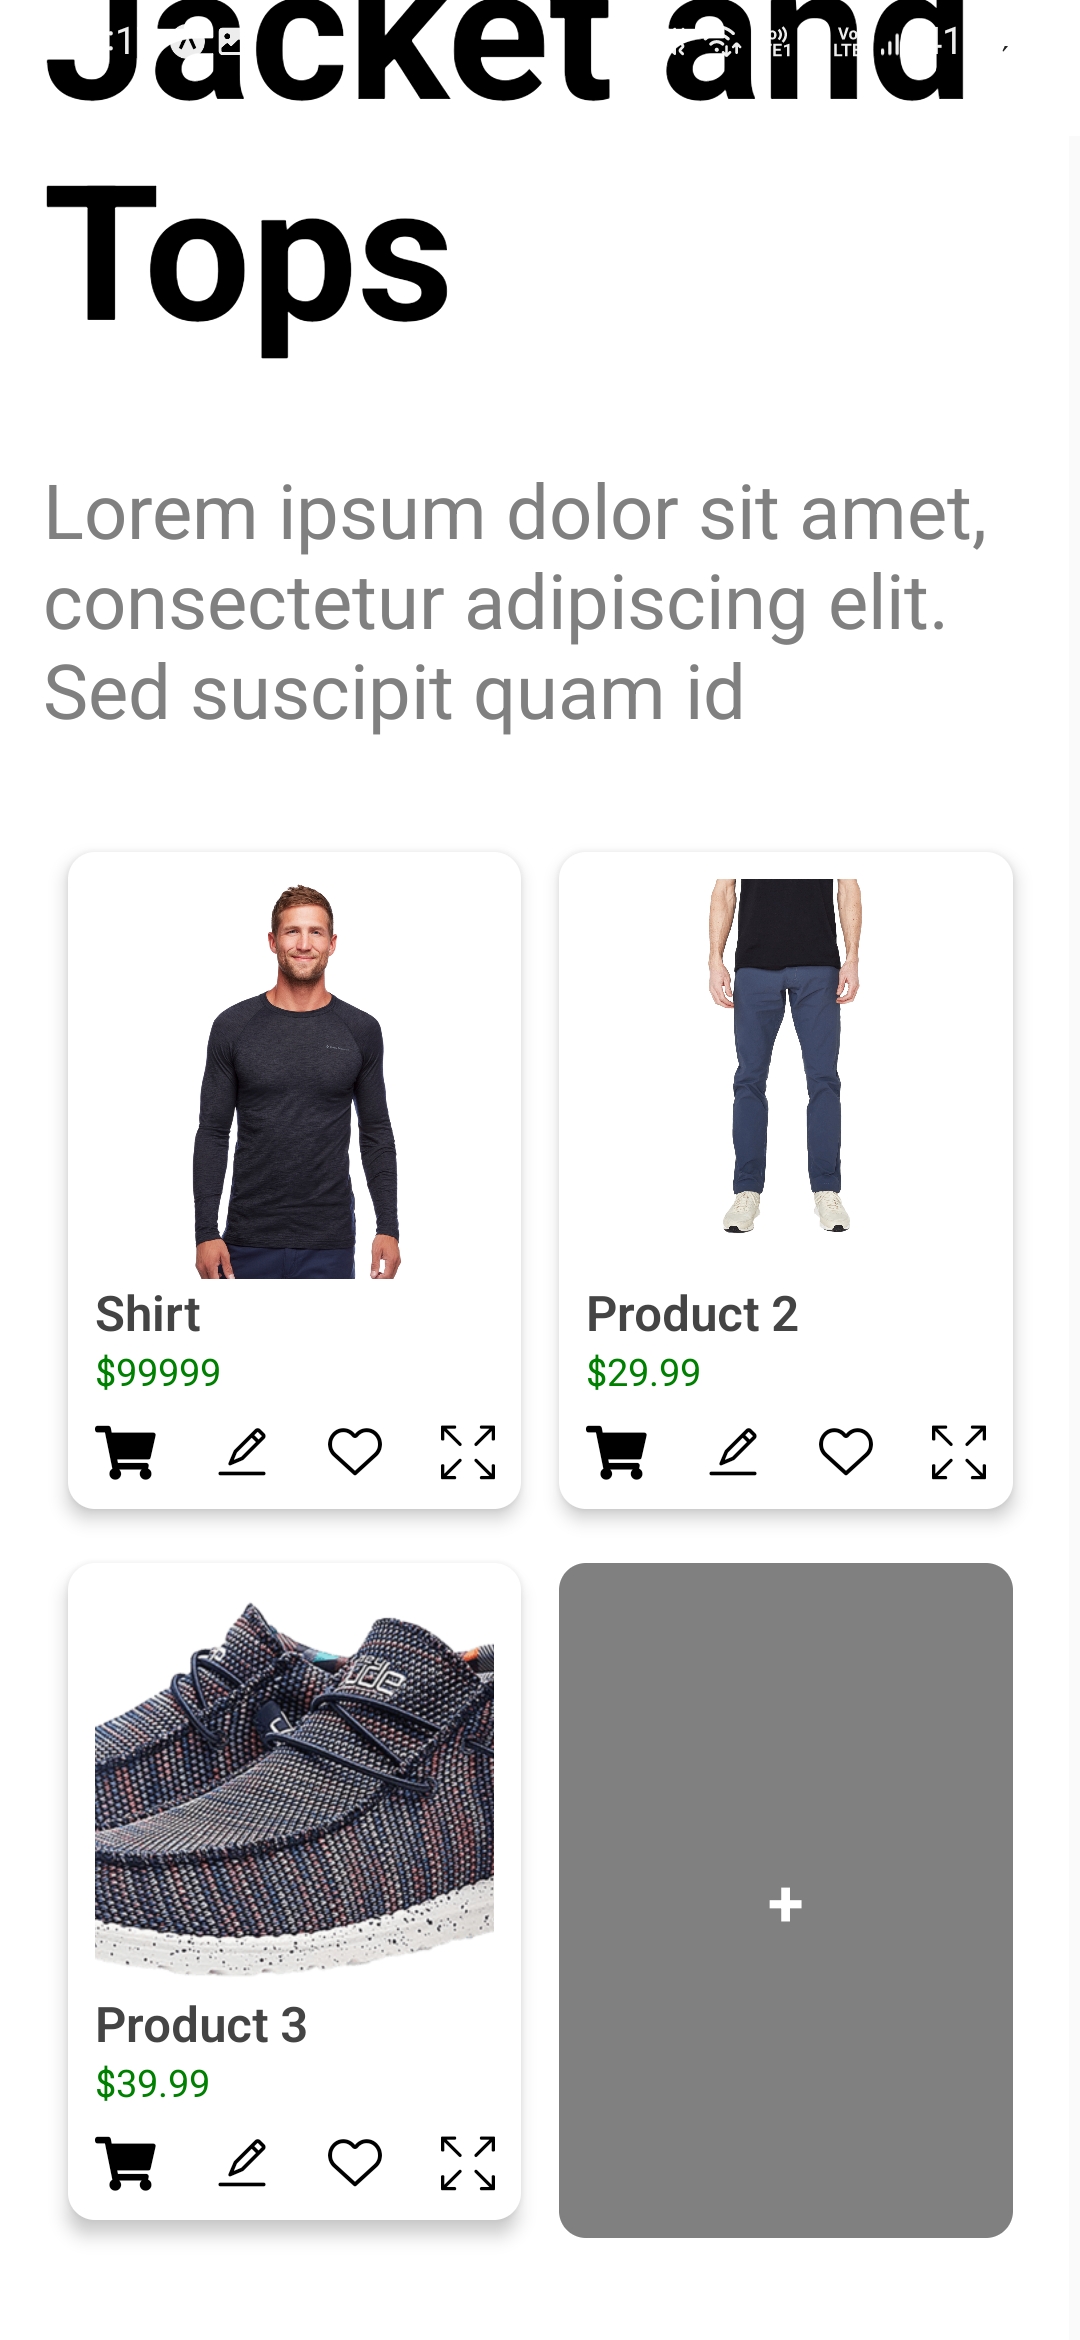 Jacket and
Tops
Lorem ipsum dolor sit amet,
consectetur adipiscing elit.
Sed suscipit quam id
Shirt
$99999
Product 2
$29.99
Product 3
$39.99
+